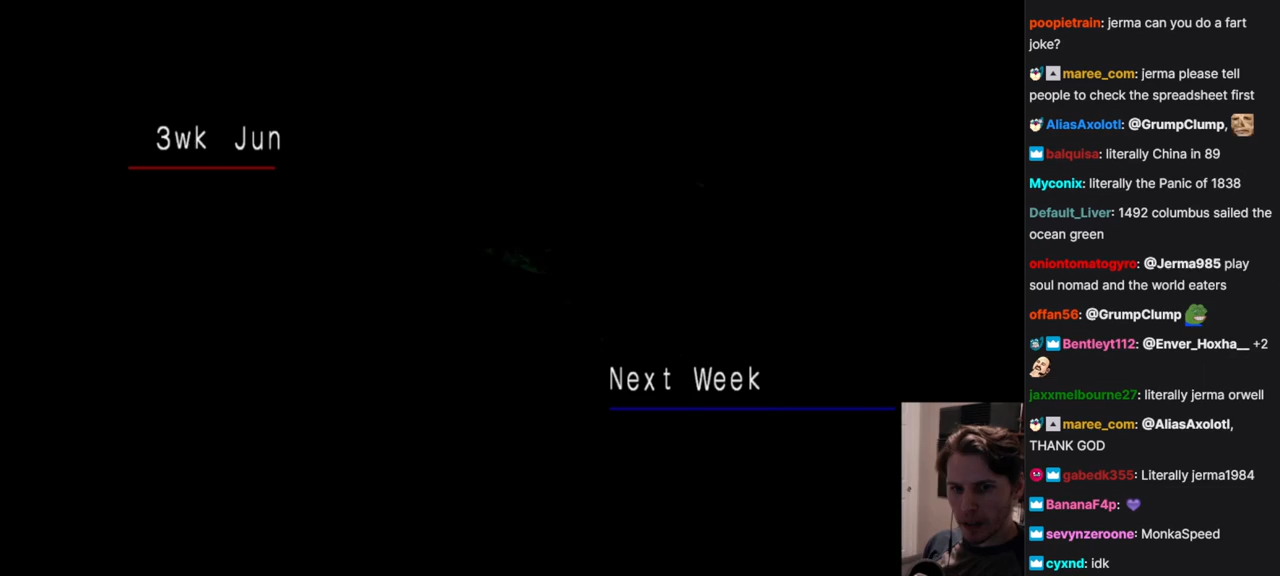 3wk Jun
Next Week
poopietrain: jerma can you do a fart
joke?
maree_com: jerma please tell
people to check the spreadsheet first
AliasAxolotl: @GrumpClump,
balquisa: literally China in 89
Myconix: literally the Panic of 1838
Default_Liver: 1492 columbus sailed the
ocean green
oniontomatogyro: @Jerma985 play
soul nomad and the world eaters
offan56: @GrumpClump
Bentleyt112: @Enver_Hoxha__ +2
jaxxmelbourne27: literally jerma orwell
maree_com: @AliasAxolotl,
THANK GOD
gabedk355: Literally jerma1984
BananaF4p:
sevynzeroone: MonkaSpeed
cyxnd: idk